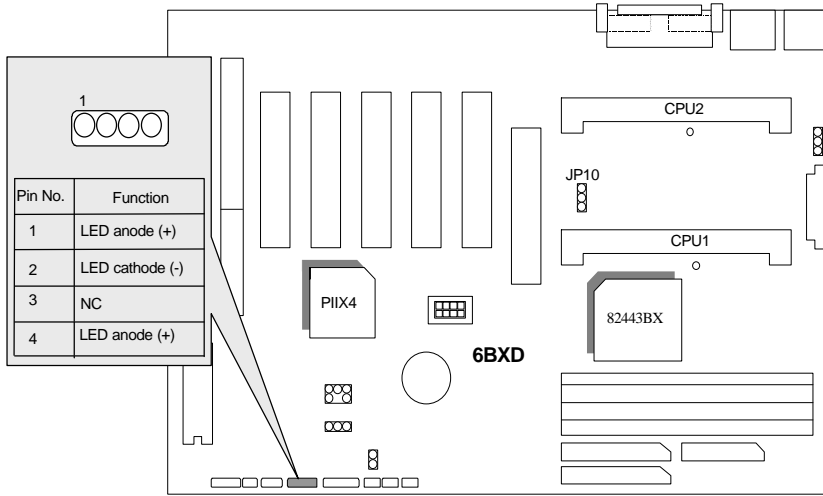 1
Pin No. Function
1 LED anode (+)
2 LED cathode (-)
3 NC
4 LED anode (+)
CPU2
JP10
CPU1
PIIX4
82443BX
6BXD